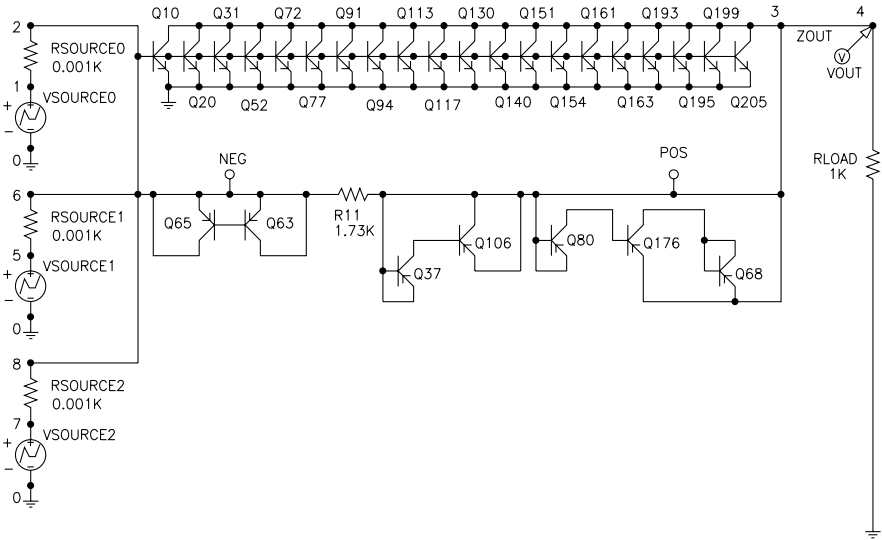 Q10 Q31 Q72 Q91 Q113 Q130 Q151 Q161 Q193 Q199 3 4
2
RSOURCE0
0.001K
ZOUT
V
VOUT
1
VSOURCE0
+
−
Q20 Q52 Q77 Q94 Q117 Q140 Q154 Q163 Q195 Q205
0
NEG
POS
RLOAD
1K
6
RSOURCE1
0.001K
Q65 Q63
R11
1.73K
Q106 Q80 Q176
5
VSOURCE1
+
−
Q37 Q68
0
8
RSOURCE2
0.001K
7
VSOURCE2
+
−
0